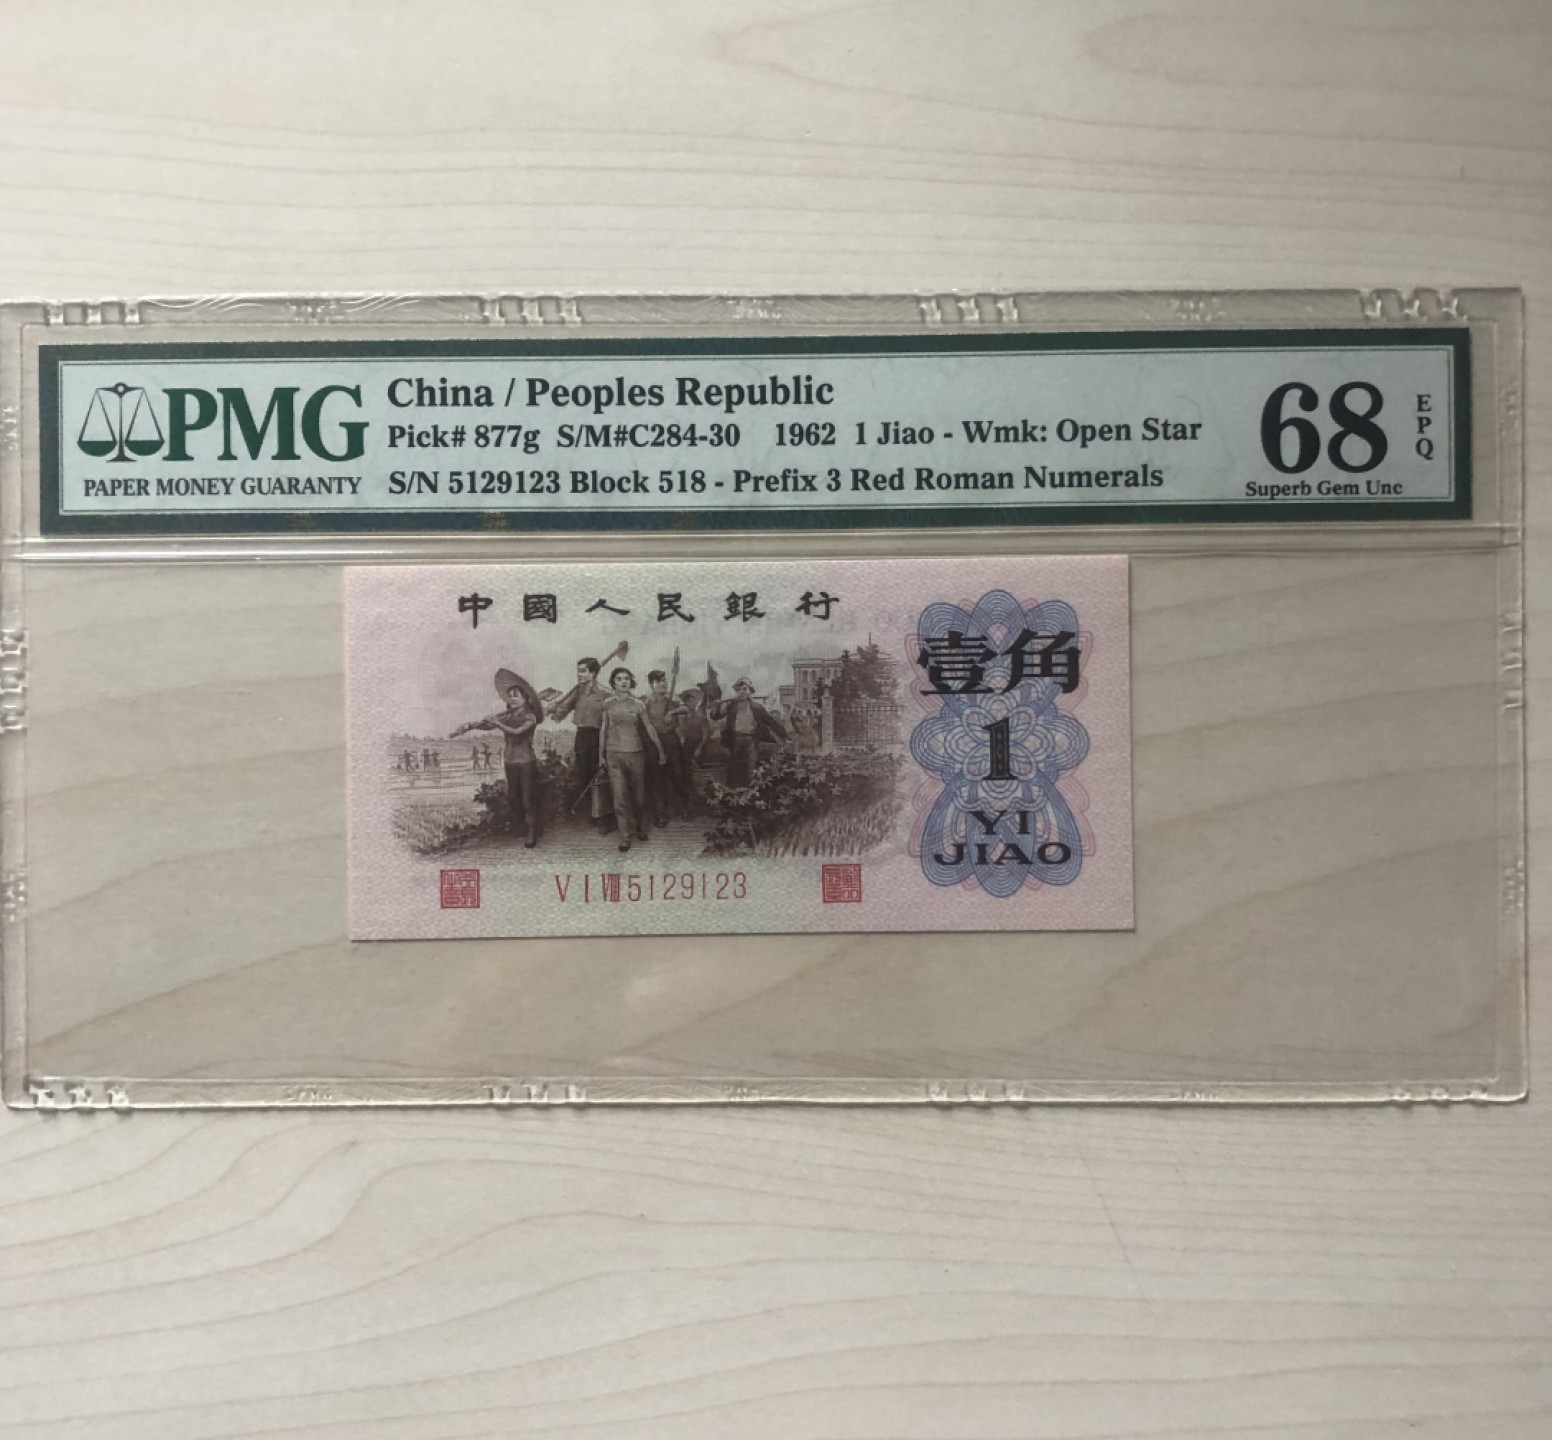 PMG
PAPER MONEY GUARANTY
China / Peoples Republic
Pick# 877g S/M#C284-30 1962 1 Jiao - Wmk: Open Star
S/N 5129123 Block 518 - Prefix 3 Red Roman Numerals
68
EPQ
Superb Gem Unc
中國人民銀行
壹角
1
YI
JIAO
V I VIII 5129123